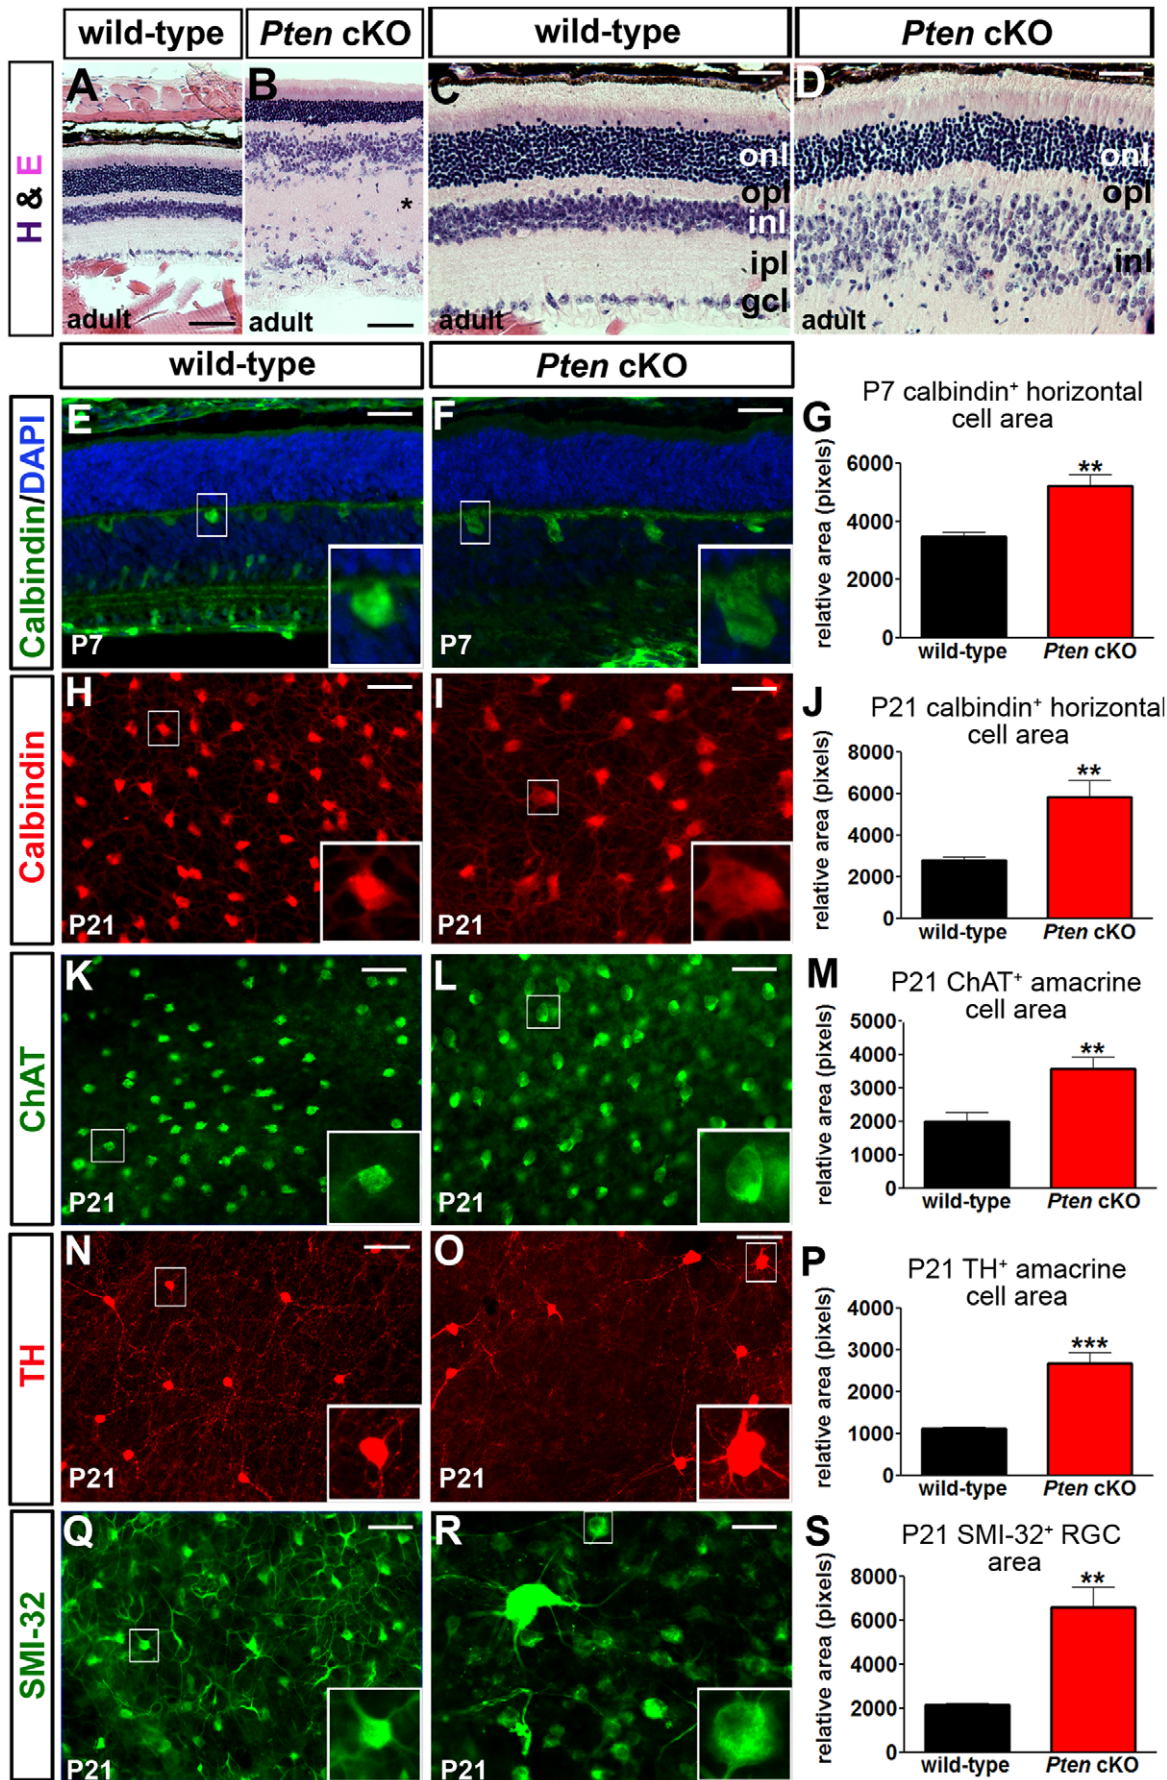 wild-type
Pten cKO
wild-type
Pten cKO
H & E
A
B
C
D
*
onl
opl
inl
ipl
gcl
onl
opl
inl
adult
adult
adult
adult
wild-type
Pten cKO
Calbindin/DAPI
E
P7
F
P7
G
P7 calbindin⁺ horizontal
cell area
relative area (pixels)
6000
4000
2000
0
**
wild-type
Pten cKO
Calbindin
H
P21
I
P21
J
P21 calbindin⁺ horizontal
cell area
relative area (pixels)
8000
6000
4000
2000
0
**
wild-type
Pten cKO
ChAT
K
P21
L
P21
M
P21 ChAT⁺ amacrine
cell area
relative area (pixels)
5000
4000
3000
2000
1000
0
**
wild-type
Pten cKO
TH
N
P21
O
P21
P
P21 TH⁺ amacrine
cell area
relative area (pixels)
4000
3000
2000
1000
0
***
wild-type
Pten cKO
SMI-32
Q
P21
R
P21
S
P21 SMI-32⁺ RGC
area
relative area (pixels)
8000
6000
4000
2000
0
**
wild-type
Pten cKO